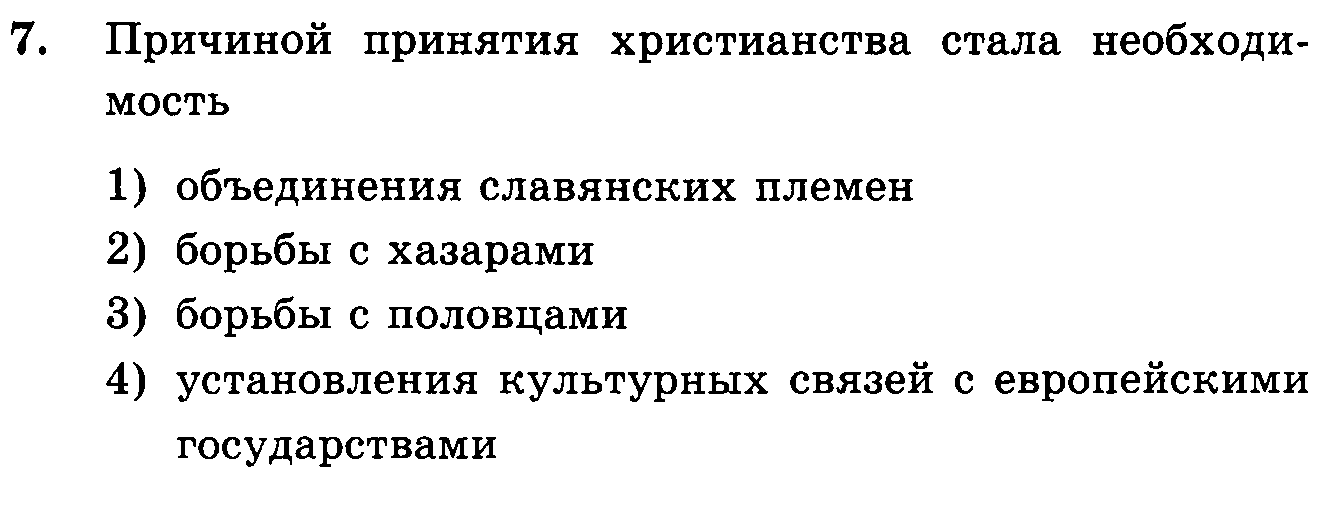 7. Причиной принятия христианства стала необходи-
мость
1) объединения славянских племен
2) борьбы с хазарами
3) борьбы с половцами
4) установления культурных связей с европейскими
государствами